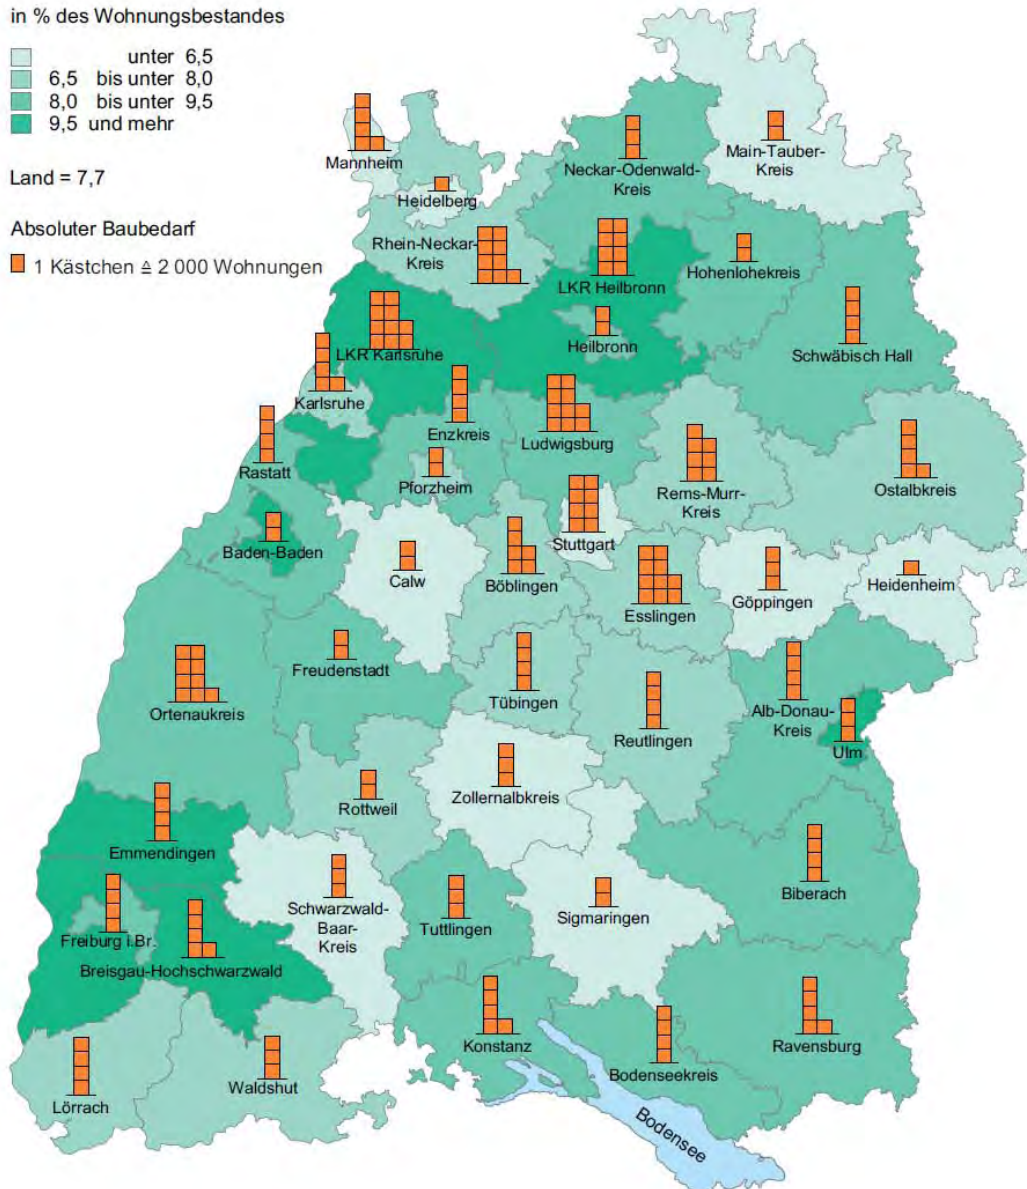 in % des Wohnungsbestandes
unter 6,5
6,5 bis unter 8,0
8,0 bis unter 9,5
9,5 und mehr
Land = 7,7
Absoluter Baubedarf
1 Kästchen ≙ 2 000 Wohnungen
Mannheim
Heidelberg
Neckar-Odenwald-
Kreis
Main-Tauber-
Kreis
Rhein-Neckar-
Kreis
LKR Heilbronn
Hohenlohekreis
LKR Karlsruhe
Heilbronn
Schwäbisch Hall
Karlsruhe
Enzkreis
Ludwigsburg
Rastatt
Pforzheim
Rems-Murr-
Kreis
Ostalbkreis
Stuttgart
Baden-Baden
Calw
Böblingen
Esslingen
Göppingen
Heidenheim
Freudenstadt
Tübingen
Ortenaukreis
Reutlingen
Alb-Donau-
Kreis
Ulm
Rottweil
Zollernalbkreis
Emmendingen
Biberach
Schwarzwald-
Baar-
Kreis
Tuttlingen
Sigmaringen
Freiburg i.Br.
Breisgau-Hochschwarzwald
Konstanz
Ravensburg
Bodenseekreis
Waldshut
Lörrach
Bodensee